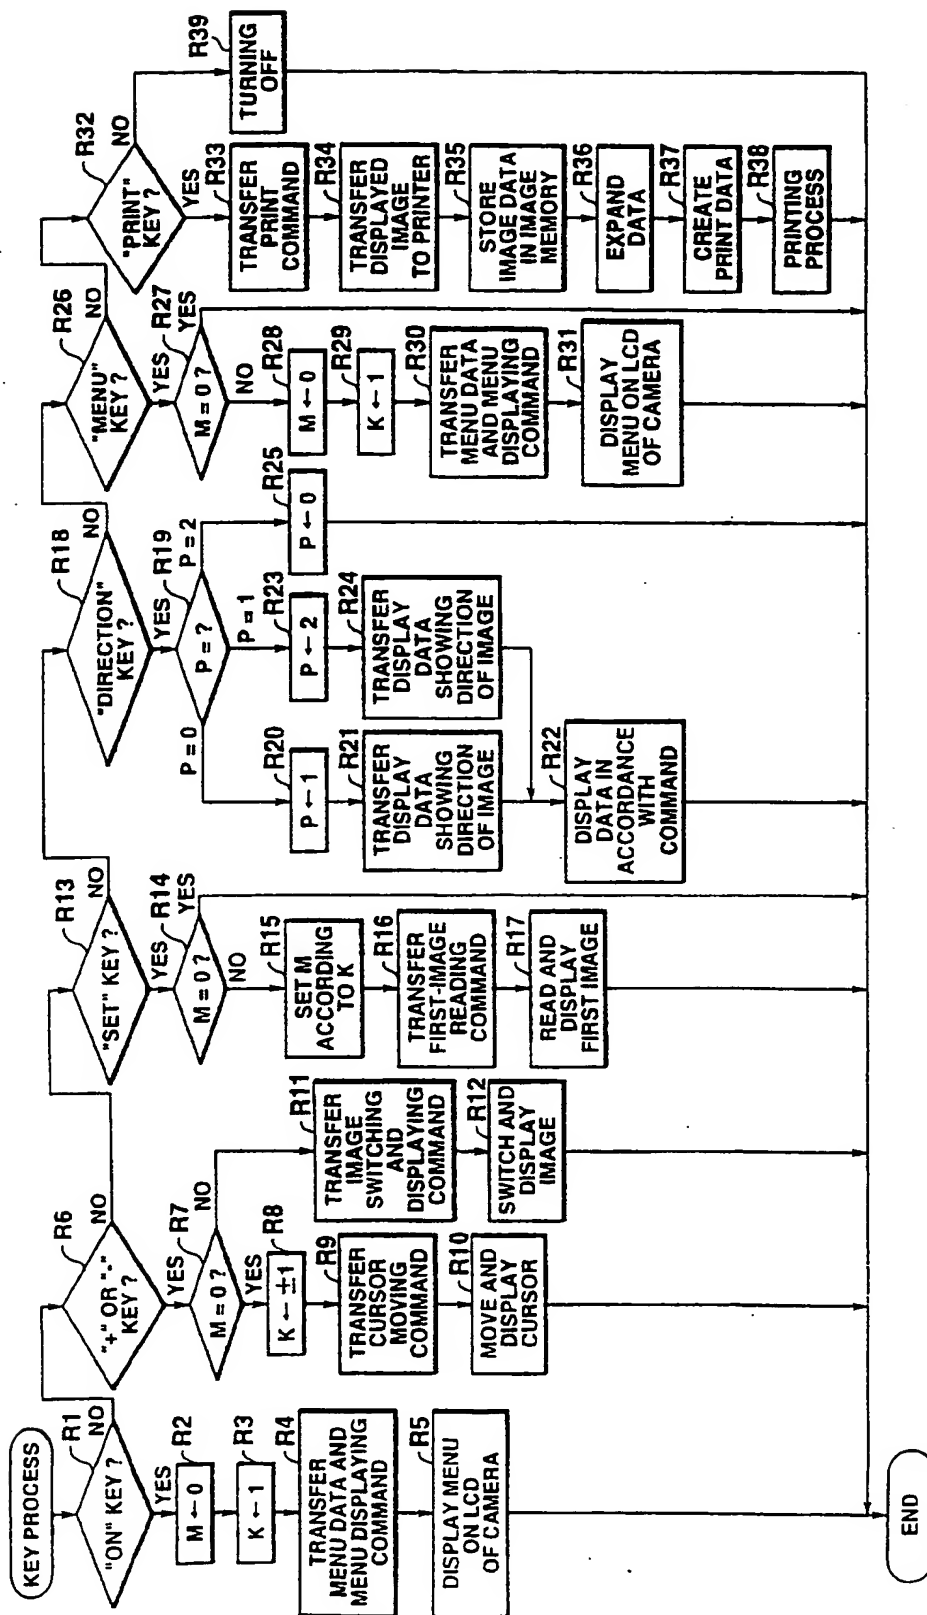 KEY PROCESS
R1
"ON" KEY ?
NO
YES
R2
M ← 0
R3
K ← 1
R4
TRANSFER
MENU DATA AND
MENU DISPLAYING
COMMAND
R5
DISPLAY MENU
ON LCD
OF CAMERA
END
R6
"+" OR "-"
KEY ?
NO
YES
R7
M = 0 ?
NO
YES
R8
K ← ±1
R9
TRANSFER
CURSOR
MOVING
COMMAND
R10
MOVE AND
DISPLAY
CURSOR
R11
TRANSFER
IMAGE
SWITCHING
AND
DISPLAYING
COMMAND
R12
SWITCH AND
DISPLAY
IMAGE
R13
"SET" KEY ?
NO
YES
R14
M = 0 ?
YES
NO
R15
SET M
ACCORDING
TO K
R16
TRANSFER
FIRST-IMAGE
READING
COMMAND
R17
READ AND
DISPLAY
FIRST IMAGE
R18
"DIRECTION"
KEY ?
NO
YES
R19
P = ?
P = 0
P = 1
P = 2
R20
P ← 1
R21
TRANSFER
DISPLAY
DATA
SHOWING
DIRECTION
OF IMAGE
R22
DISPLAY
DATA IN
ACCORDANCE
WITH
COMMAND
R23
P ← 2
R24
TRANSFER
DISPLAY
DATA
SHOWING
DIRECTION
OF IMAGE
R25
P ← 0
R26
"MENU"
KEY ?
NO
YES
R27
M = 0 ?
YES
NO
R28
M ← 0
R29
K ← 1
R30
TRANSFER
MENU DATA
AND MENU
DISPLAYING
COMMAND
R31
DISPLAY
MENU ON LCD
OF CAMERA
R32
"PRINT"
KEY ?
NO
YES
R33
TRANSFER
PRINT
COMMAND
R34
TRANSFER
DISPLAYED
IMAGE
TO PRINTER
R35
STORE
IMAGE DATA
IN IMAGE
MEMORY
R36
EXPAND
DATA
R37
CREATE
PRINT DATA
R38
PRINTING
PROCESS
R39
TURNING
OFF